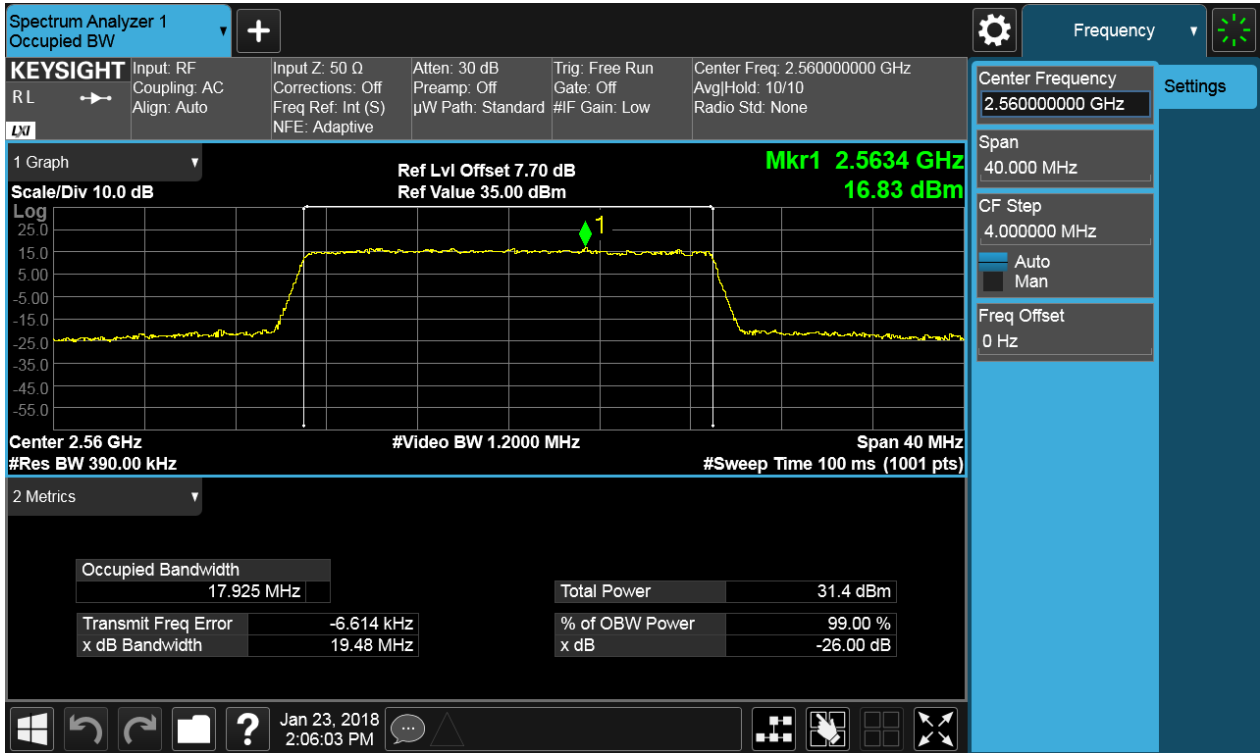 Spectrum Analyzer 1
Occupied BW
+
Frequency
KEYSIGHT
RL
LXI
Input: RF
Coupling: AC
Align: Auto
Input Z: 50 Ω
Corrections: Off
Freq Ref: Int (S)
NFE: Adaptive
Atten: 30 dB
Preamp: Off
µW Path: Standard
Trig: Free Run
Gate: Off
#IF Gain: Low
Center Freq: 2.560000000 GHz
Avg|Hold: 10/10
Radio Std: None
Center Frequency
2.560000000 GHz
Settings
Span
40.000 MHz
CF Step
4.000000 MHz
Auto
Man
Freq Offset
0 Hz
1 Graph
Scale/Div 10.0 dB
Ref Lvl Offset 7.70 dB
Ref Value 35.00 dBm
Mkr1 2.5634 GHz
16.83 dBm
Log
25.0
15.0
5.00
-5.00
-15.0
-25.0
-35.0
-45.0
-55.0
1
Center 2.56 GHz
#Video BW 1.2000 MHz
Span 40 MHz
#Res BW 390.00 kHz
#Sweep Time 100 ms (1001 pts)
2 Metrics
Occupied Bandwidth
17.925 MHz
Total Power 31.4 dBm
Transmit Freq Error -6.614 kHz
% of OBW Power 99.00 %
x dB Bandwidth 19.48 MHz
x dB -26.00 dB
?
Jan 23, 2018
2:06:03 PM